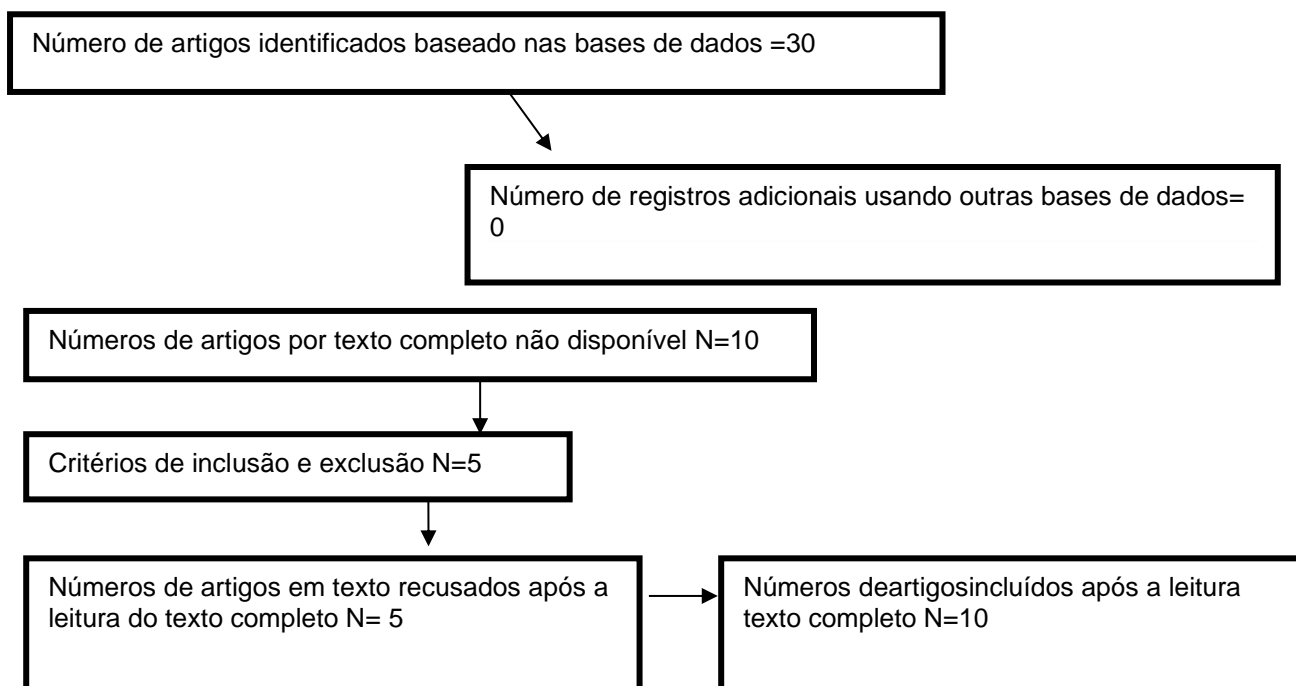 Número de artigos identificados baseado nas bases de dados =30
Número de registros adicionais usando outras bases de dados=
0
Números de artigos por texto completo não disponível N=10
Critérios de inclusão e exclusão N=5
Números de artigos em texto recusados após a
leitura do texto completo N= 5
Números deartigosincluídos após a leitura
texto completo N=10